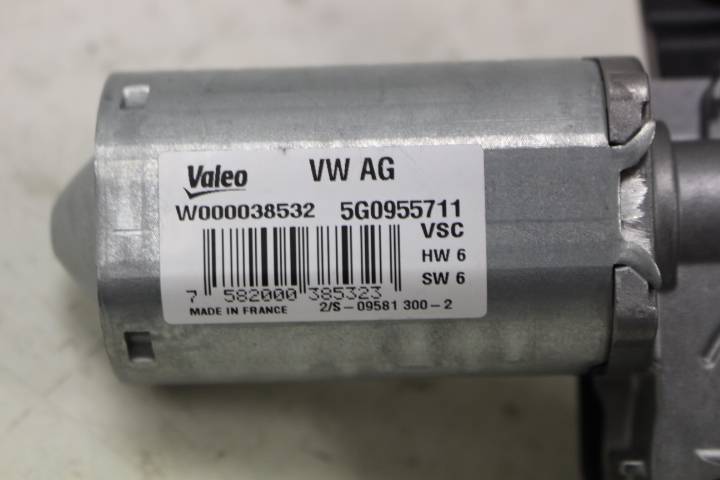 Valeo VW AG
W000038532 5G0955711
VSC
HW 6
SW 6
7 582000 385323
MADE IN FRANCE 2/S-09581 300-2